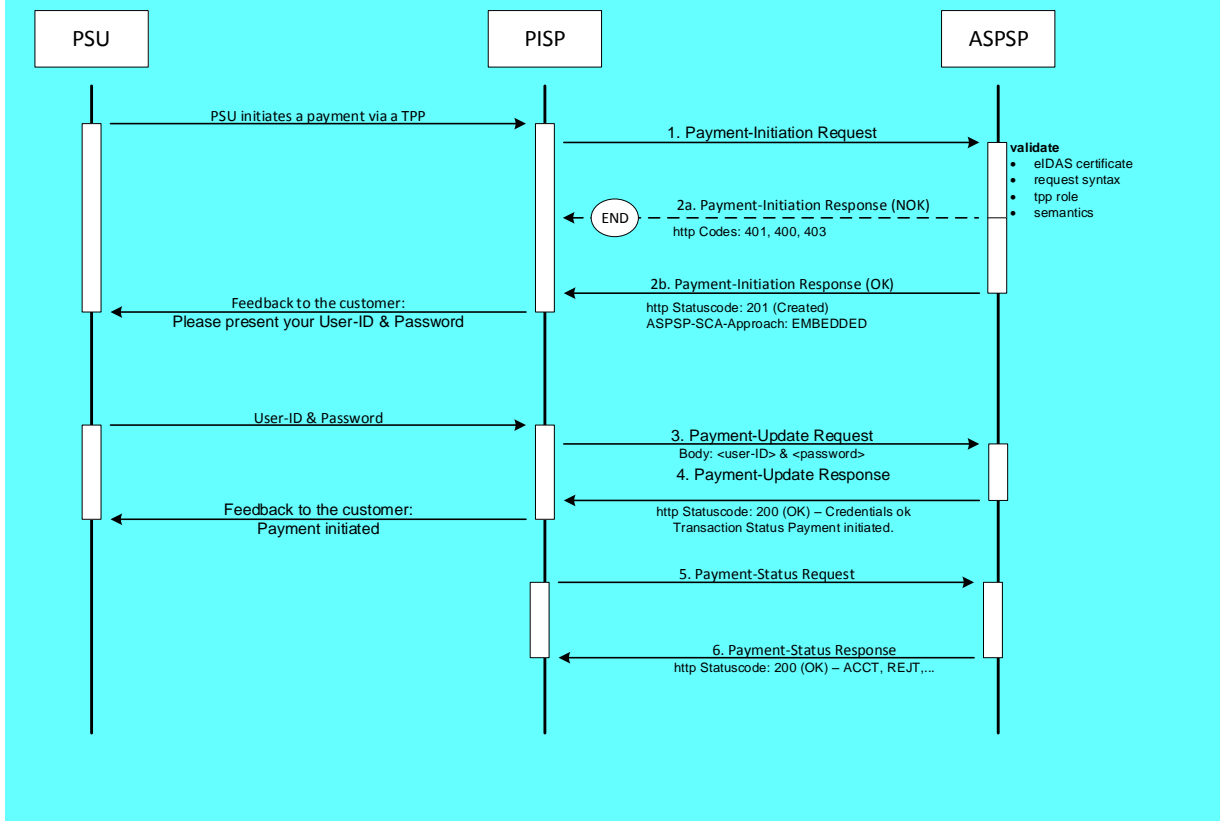 PSU
PISP
ASPSP
PSU initiates a payment via a TPP
1. Payment-Initiation Request
validate
• eIDAS certificate
• request syntax
• tpp role
• semantics
2a. Payment-Initiation Response (NOK)
END
http Codes: 401, 400, 403
2b. Payment-Initiation Response (OK)
http Statuscode: 201 (Created)
ASPSP-SCA-Approach: EMBEDDED
Feedback to the customer:
Please present your User-ID & Password
User-ID & Password
3. Payment-Update Request
Body: <user-ID> & <password>
4. Payment-Update Response
http Statuscode: 200 (OK) – Credentials ok
Transaction Status Payment initiated.
Feedback to the customer:
Payment initiated
5. Payment-Status Request
6. Payment-Status Response
http Statuscode: 200 (OK) – ACCT, REJT,...